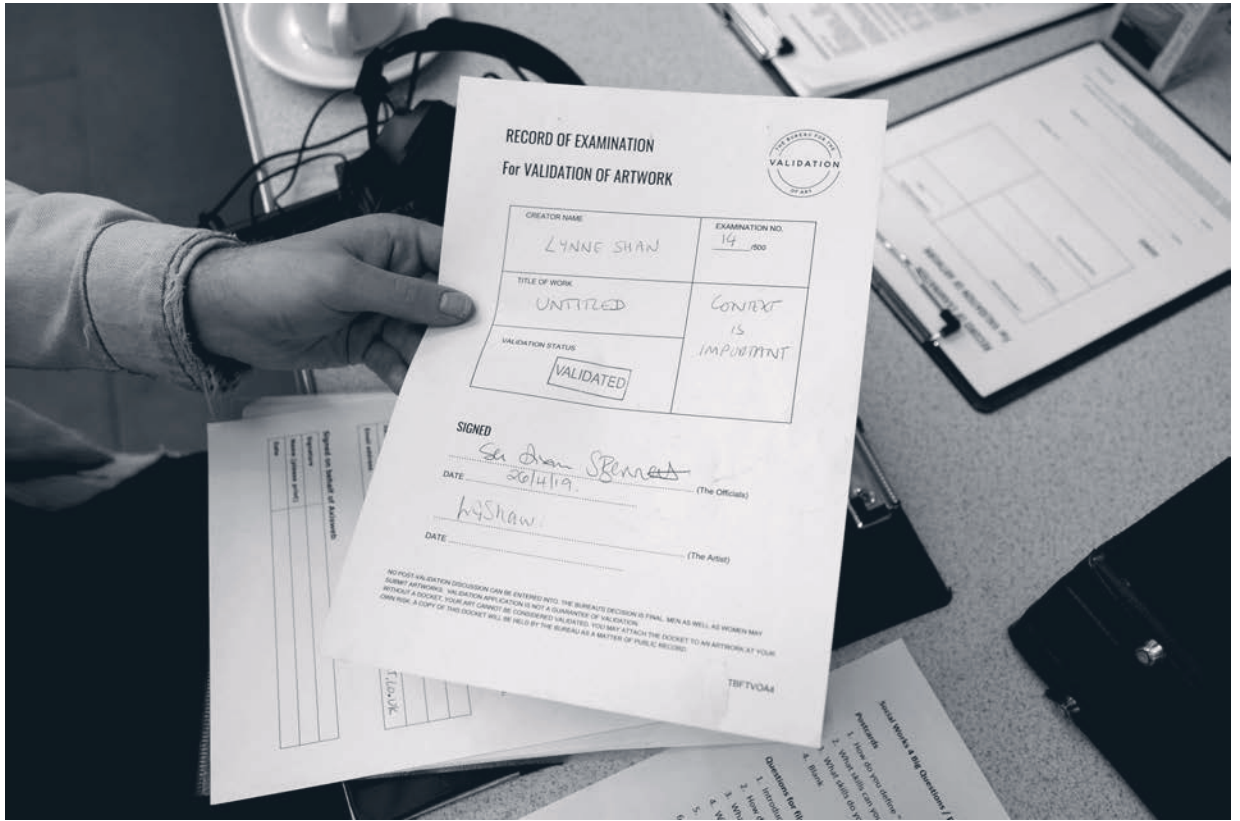 RECORD OF EXAMINATION
For VALIDATION OF ARTWORK
THE BUREAU FOR THE
VALIDATION
OF ART
CREATOR NAME
LYNNE SHAN
EXAMINATION NO.
14 /500
TITLE OF WORK
UNTITLED
CONTEXT
IS
IMPORTANT
VALIDATION STATUS
VALIDATED
SIGNED
SBennett
(The Officials)
DATE 26/4/19.
LyShaw
(The Artist)
DATE
NO POST-VALIDATION DISCUSSION CAN BE ENTERED INTO. THE BUREAU'S DECISION IS FINAL. MEN AS WELL AS WOMEN MAY
SUBMIT ARTWORKS. VALIDATION APPLICATION IS NOT A GUARANTEE OF VALIDATION.
WITHOUT A DOCKET, YOUR ART CANNOT BE CONSIDERED VALIDATED. YOU MAY ATTACH THE DOCKET TO AN ARTWORK AT YOUR
OWN RISK. A COPY OF THIS DOCKET WILL BE HELD BY THE BUREAU AS A MATTER OF PUBLIC RECORD.
TBFTVOA4
Signed on behalf of Axisweb
Signature
Name (please print)
Date
Email address
Social Works 4 Big Questions /
Postcards
1. How do you define
2. What skills can you
3. What skills do
4. Blank
Questions for
1. Introdu
2. How